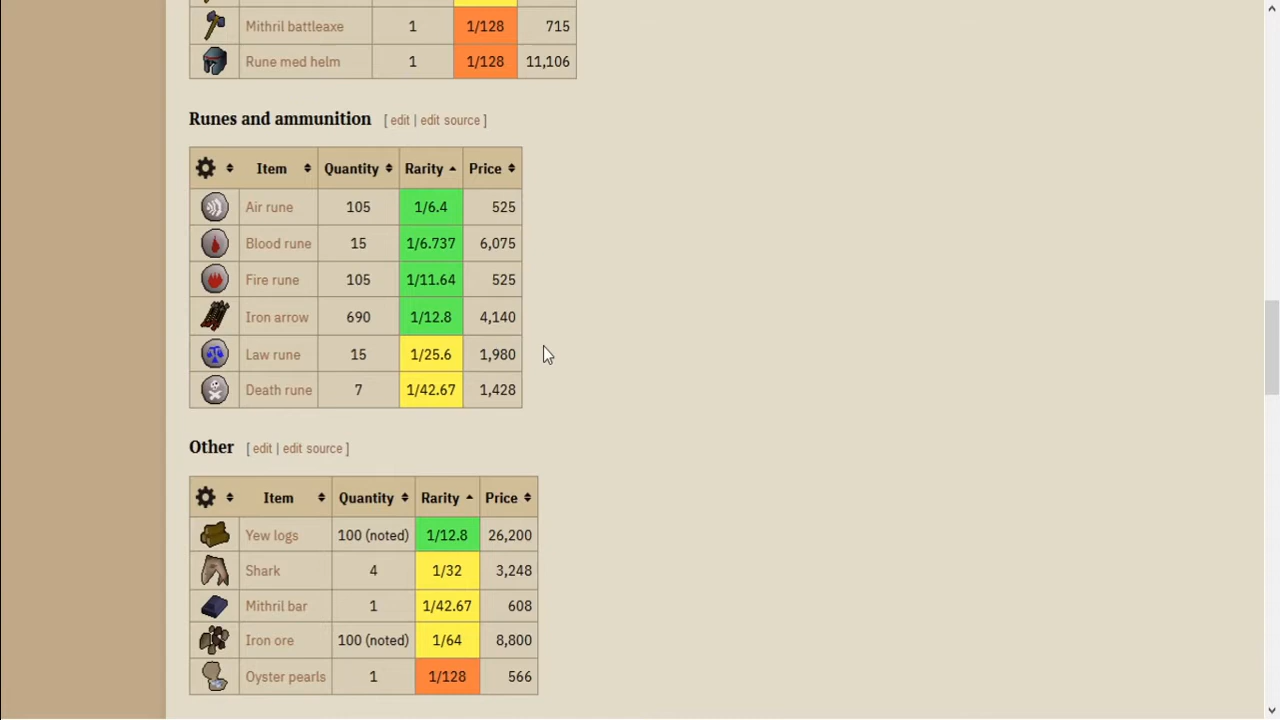 Mithril battleaxe 1 1/128 715
Rune med helm 1 1/128 11,106
Runes and ammunition [ edit | edit source ]
Item Quantity Rarity Price
Air rune 105 1/6.4 525
Blood rune 15 1/6.737 6,075
Fire rune 105 1/11.64 525
Iron arrow 690 1/12.8 4,140
Law rune 15 1/25.6 1,980
Death rune 7 1/42.67 1,428
Other [ edit | edit source ]
Item Quantity Rarity Price
Yew logs 100 (noted) 1/12.8 26,200
Shark 4 1/32 3,248
Mithril bar 1 1/42.67 608
Iron ore 100 (noted) 1/64 8,800
Oyster pearls 1 1/128 566